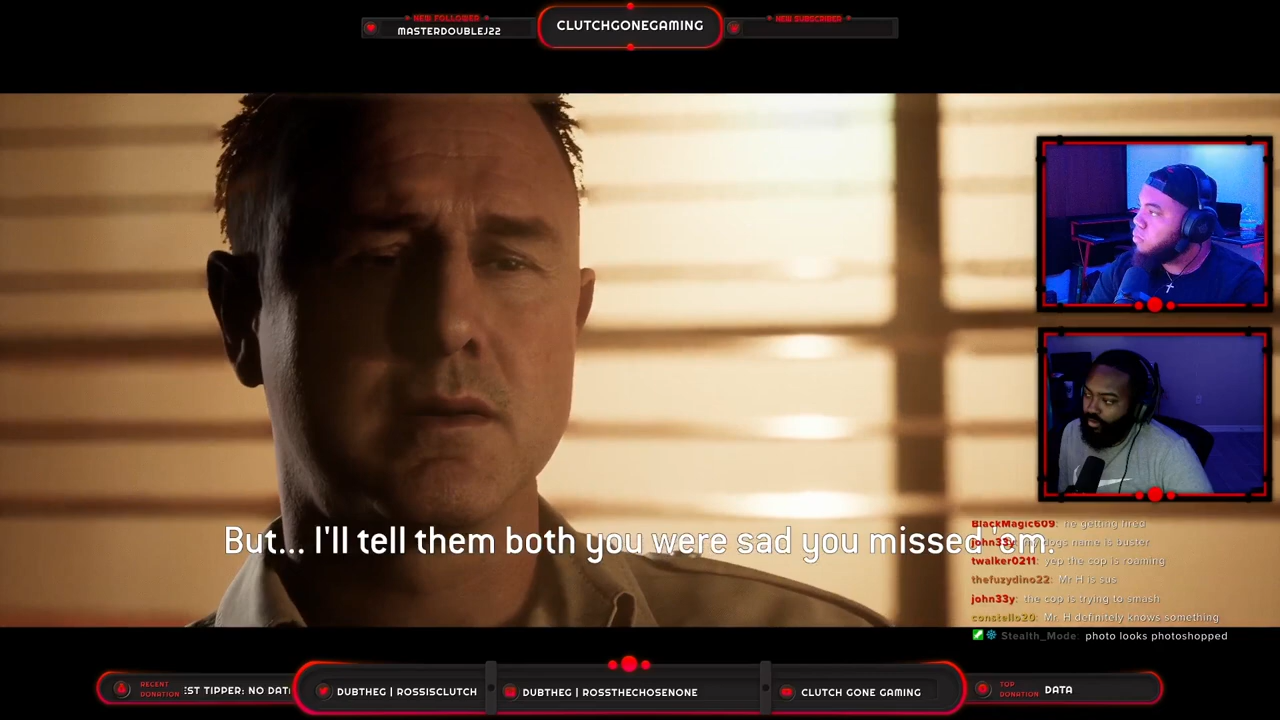 NEW FOLLOWER
MASTERDOUBLEJ22
CLUTCHGONEGAMING
NEW SUBSCRIBER
But... I'll tell them both you were sad you missed 'em.
BlackMagic609: he getting fired
john33y: dogs name is buster
twalker0211: yep the cop is roaming
thefuzydino22: Mr H is sus
john33y: the cop is trying to smash
constello20: Mr. H definitely knows something
Stealth_Mode: photo looks photoshopped
RECENT
DONATION
EST TIPPER: NO DAT
DUBTHEG | ROSSISCLUTCH
DUBTHEG | ROSSTHECHOSENONE
CLUTCH GONE GAMING
TOP
DONATION
DATA